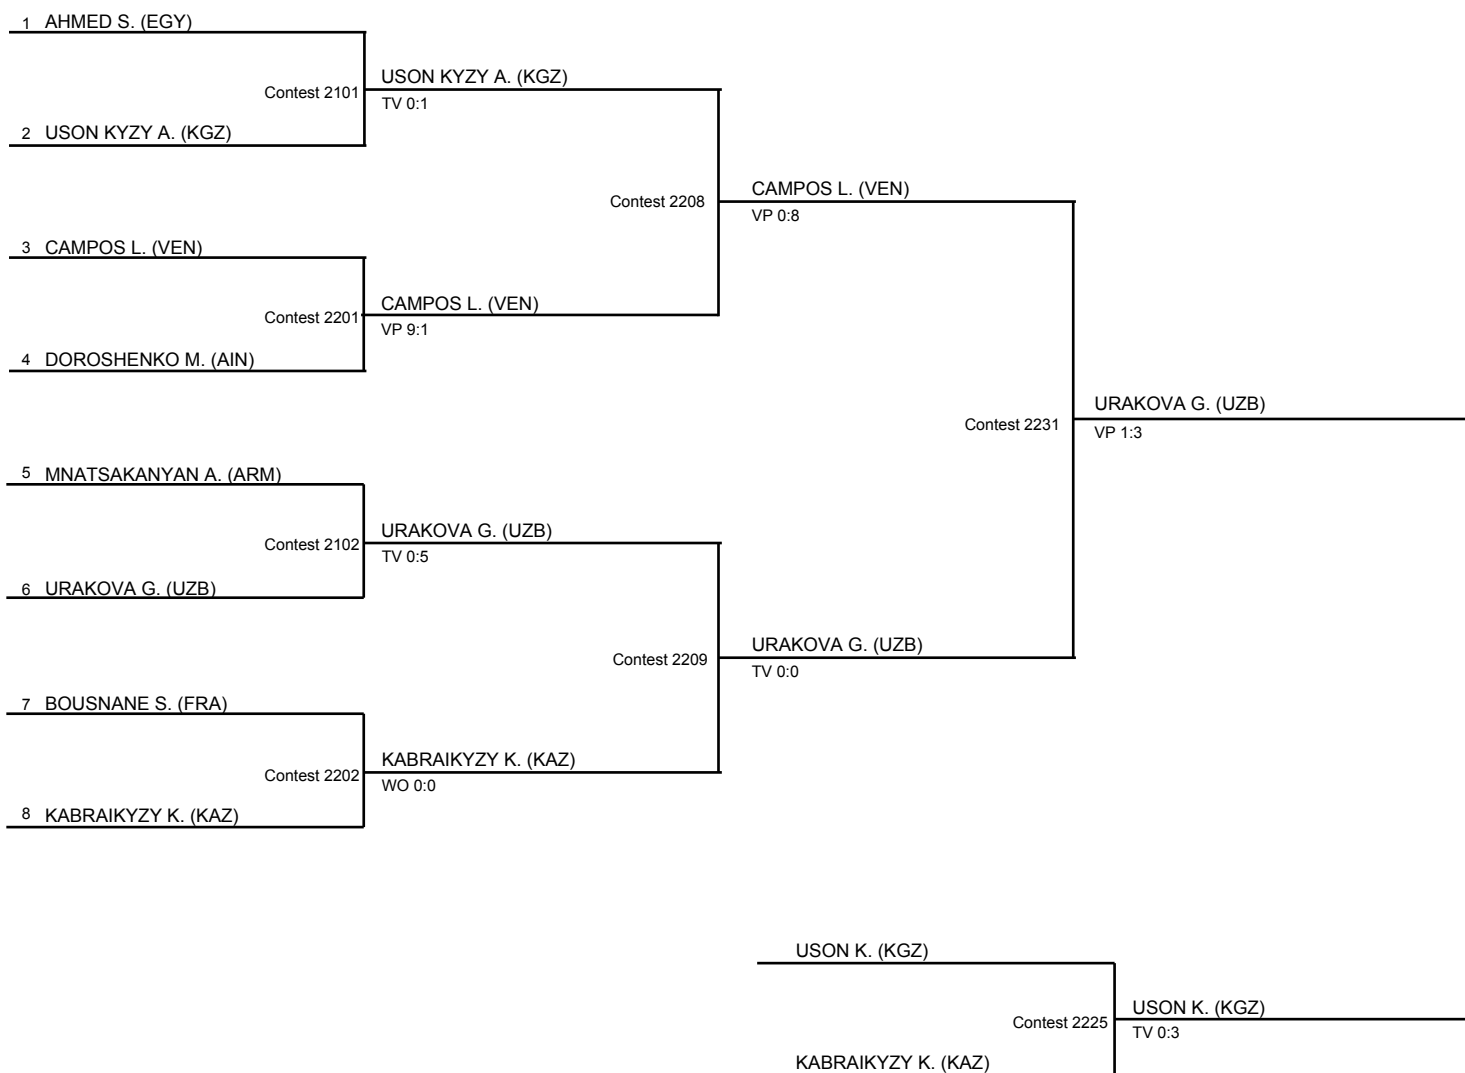 1 AHMED S. (EGY)
USON KYZY A. (KGZ)
Contest 2101
TV 0:1
2 USON KYZY A. (KGZ)
CAMPOS L. (VEN)
Contest 2208
VP 0:8
3 CAMPOS L. (VEN)
CAMPOS L. (VEN)
Contest 2201
VP 9:1
4 DOROSHENKO M. (AIN)
URAKOVA G. (UZB)
Contest 2231
VP 1:3
5 MNATSAKANYAN A. (ARM)
URAKOVA G. (UZB)
Contest 2102
TV 0:5
6 URAKOVA G. (UZB)
URAKOVA G. (UZB)
Contest 2209
TV 0:0
7 BOUSNANE S. (FRA)
KABRAIKYZY K. (KAZ)
Contest 2202
WO 0:0
8 KABRAIKYZY K. (KAZ)
USON K. (KGZ)
USON K. (KGZ)
Contest 2225
TV 0:3
KABRAIKYZY K. (KAZ)